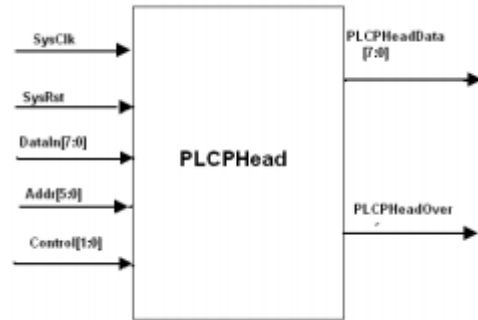 SysClk
SysRst
DataIn[7:0]
Addr[5:0]
Control[1:0]
PLCPHead
PLCPHeadData
[7:0]
PLCPHeadOver